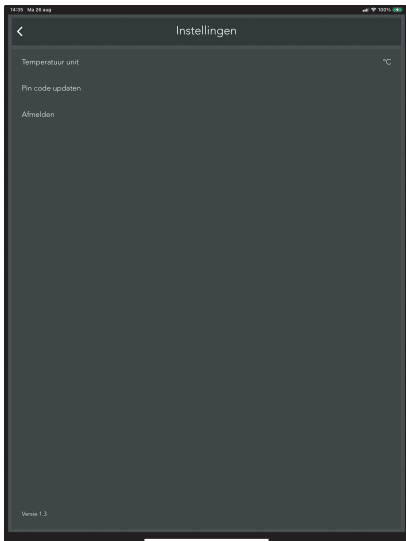 14:35 Ma 26 aug 100%
Instellingen
Temperatuur unit °C
Pin code updaten
Afmelden
Versie 1.3